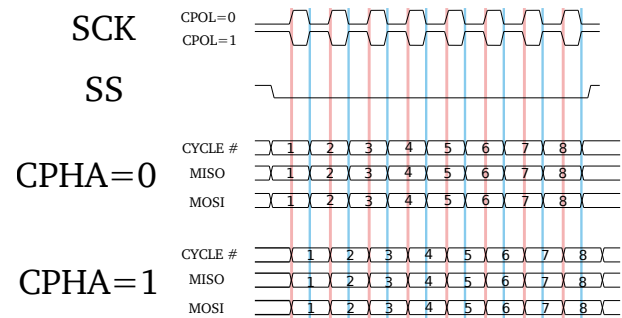 SCK
CPOL=0
CPOL=1
SS
CPHA=0
CYCLE # 1 2 3 4 5 6 7 8
MISO 1 2 3 4 5 6 7 8
MOSI 1 2 3 4 5 6 7 8
CPHA=1
CYCLE # 1 2 3 4 5 6 7 8
MISO 1 2 3 4 5 6 7 8
MOSI 1 2 3 4 5 6 7 8